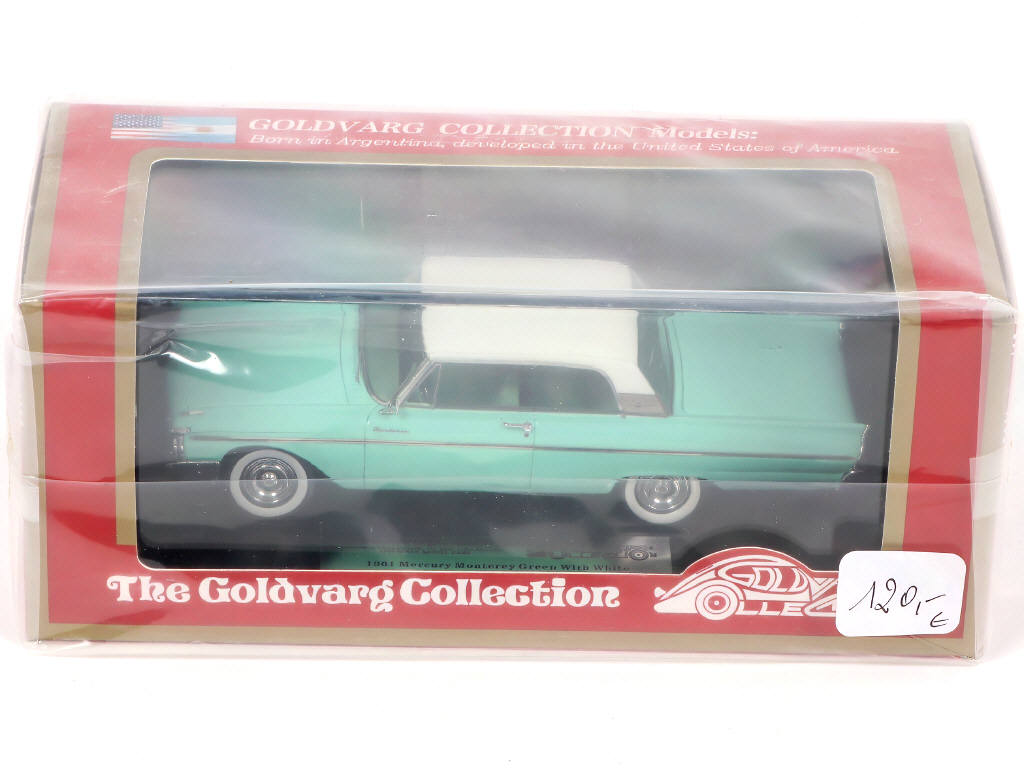 GOLDVARG COLLECTION Models:
Born in Argentina, developed in the United States of America
1961 Mercury Monterey Green With White
The Goldvarg Collection
120,- €